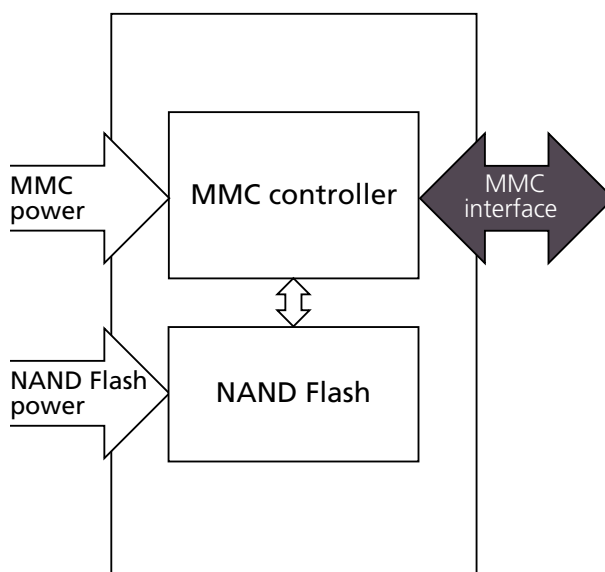 MMC
power
MMC controller
MMC
interface
NAND Flash
power
NAND Flash